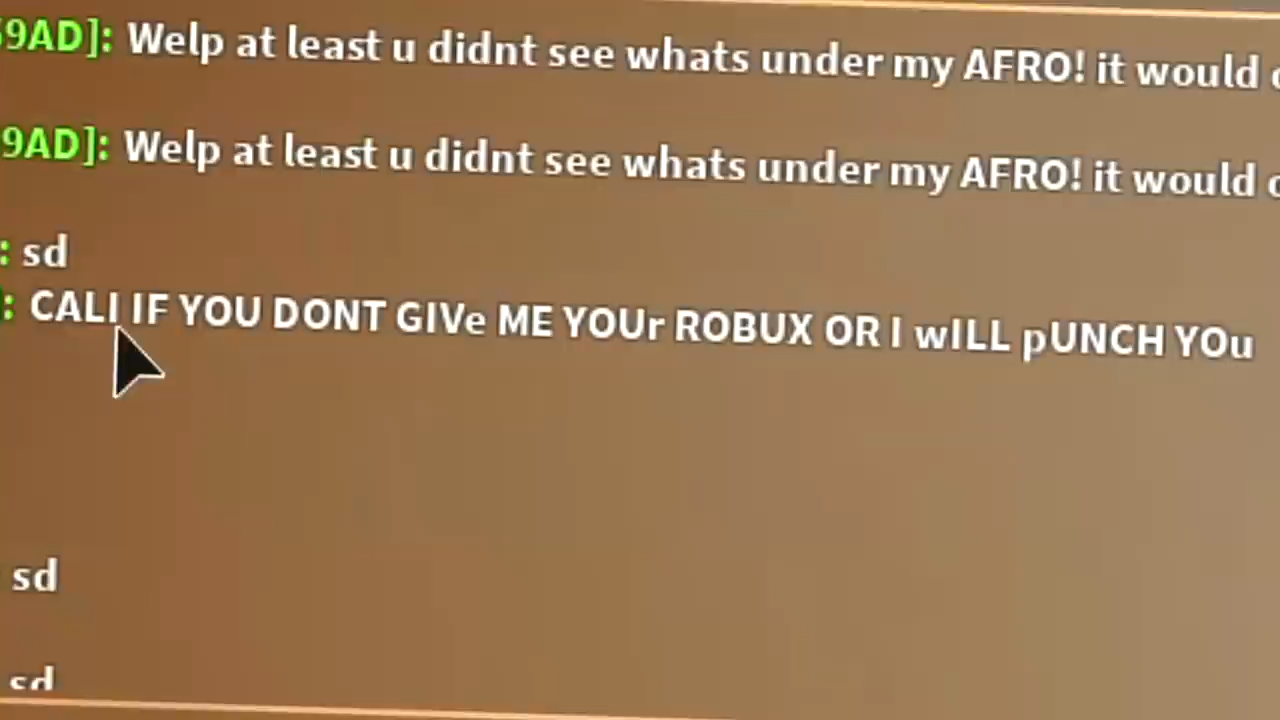 9AD]: Welp at least u didnt see whats under my AFRO! it would
9AD]: Welp at least u didnt see whats under my AFRO! it would
: sd
: CALI IF YOU DONT GIVe ME YOUr ROBUX OR I wILL pUNCH YOu
sd
sd